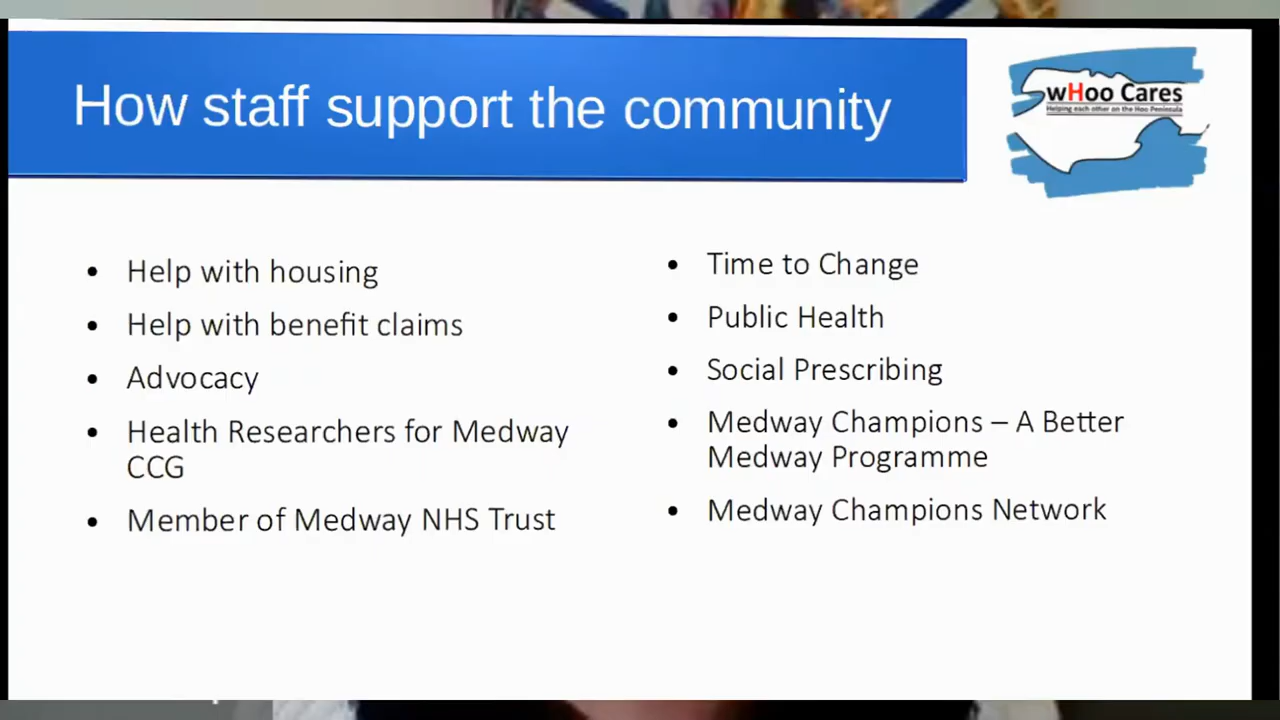 How staff support the community
wHoo Cares
Helping each other on the Hoo Peninsula
Help with housing
Help with benefit claims
Advocacy
Health Researchers for Medway
CCG
Member of Medway NHS Trust
Time to Change
Public Health
Social Prescribing
Medway Champions – A Better
Medway Programme
Medway Champions Network